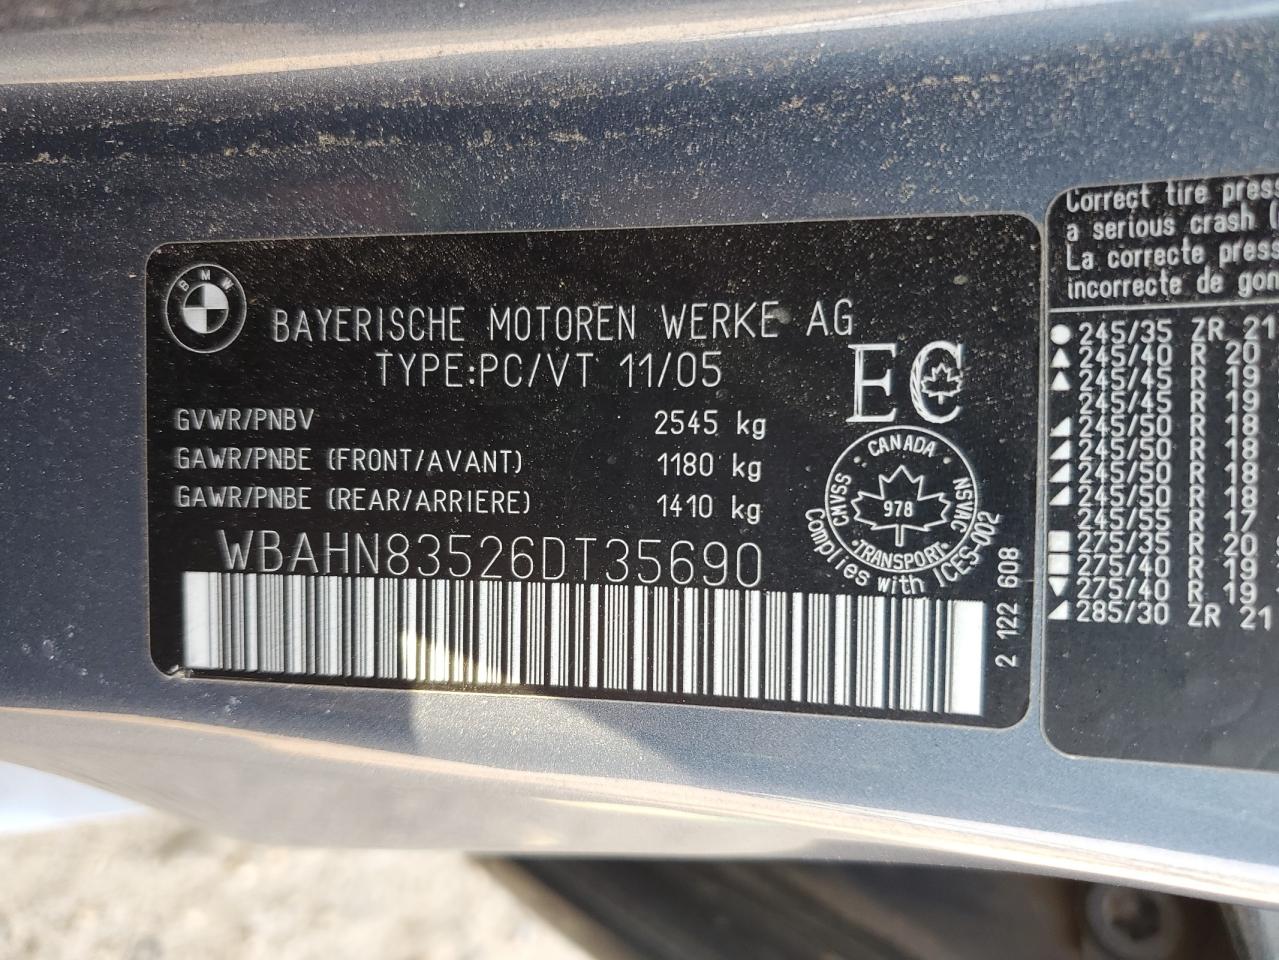 BMW
BAYERISCHE MOTOREN WERKE AG
TYPE:PC/VT 11/05
EC
GVWR/PNBV 2545 kg
GAWR/PNBE (FRONT/AVANT) 1180 kg
GAWR/PNBE (REAR/ARRIERE) 1410 kg
CANADA
CMVSS NSVAC
978
TRANSPORT
Complies with ICES-002
WBAHN83526DT35690
2 122 608
Correct tire press
a serious crash (
La correcte press
incorrecte de gon
245/35 ZR 21
245/40 R 20
245/45 R 19
245/45 R 19
245/50 R 18
245/50 R 18
245/50 R 18
245/50 R 18
245/55 R 17
275/35 R 20
275/40 R 19
275/40 R 19
285/30 ZR 21